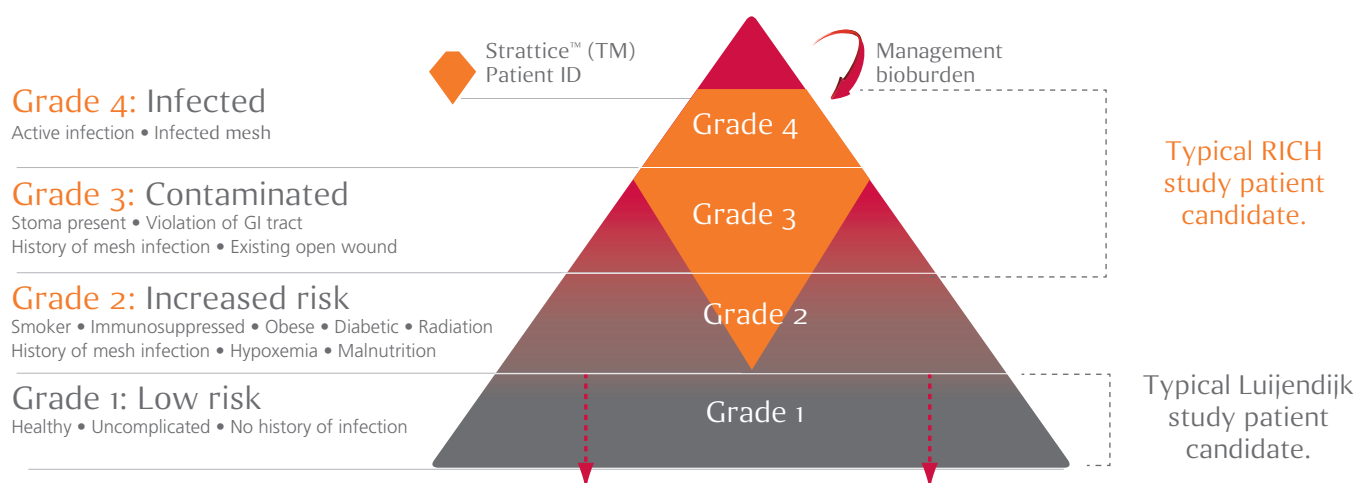 Strattice™ (TM)
Patient ID
Management
bioburden
Grade 4: Infected
Active infection • Infected mesh
Grade 4
Grade 3: Contaminated
Stoma present • Violation of GI tract
History of mesh infection • Existing open wound
Grade 3
Typical RICH
study patient
candidate.
Grade 2: Increased risk
Smoker • Immunosuppressed • Obese • Diabetic • Radiation
History of mesh infection • Hypoxemia • Malnutrition
Grade 2
Grade 1: Low risk
Healthy • Uncomplicated • No history of infection
Grade 1
Typical Luijendijk
study patient
candidate.